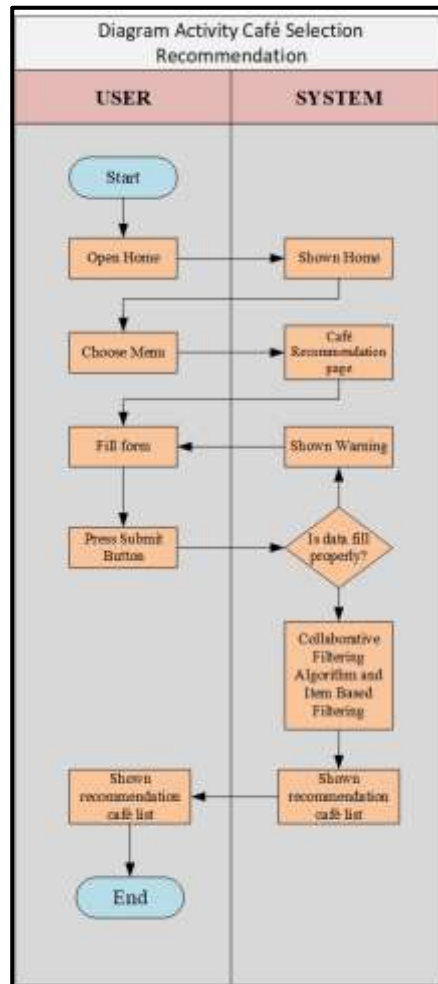 Diagram Activity Café Selection
Recommendation
USER
SYSTEM
Start
Open Home
Shown Home
Choose Menu
Café
Recommendation
page
Fill form
Shown Warning
Press Submit
Button
Is data fill
properly?
Collaborative
Filtering
Algorithm and
Item Based
Filtering
Shown
recommendation
café list
Shown
recommendation
café list
End